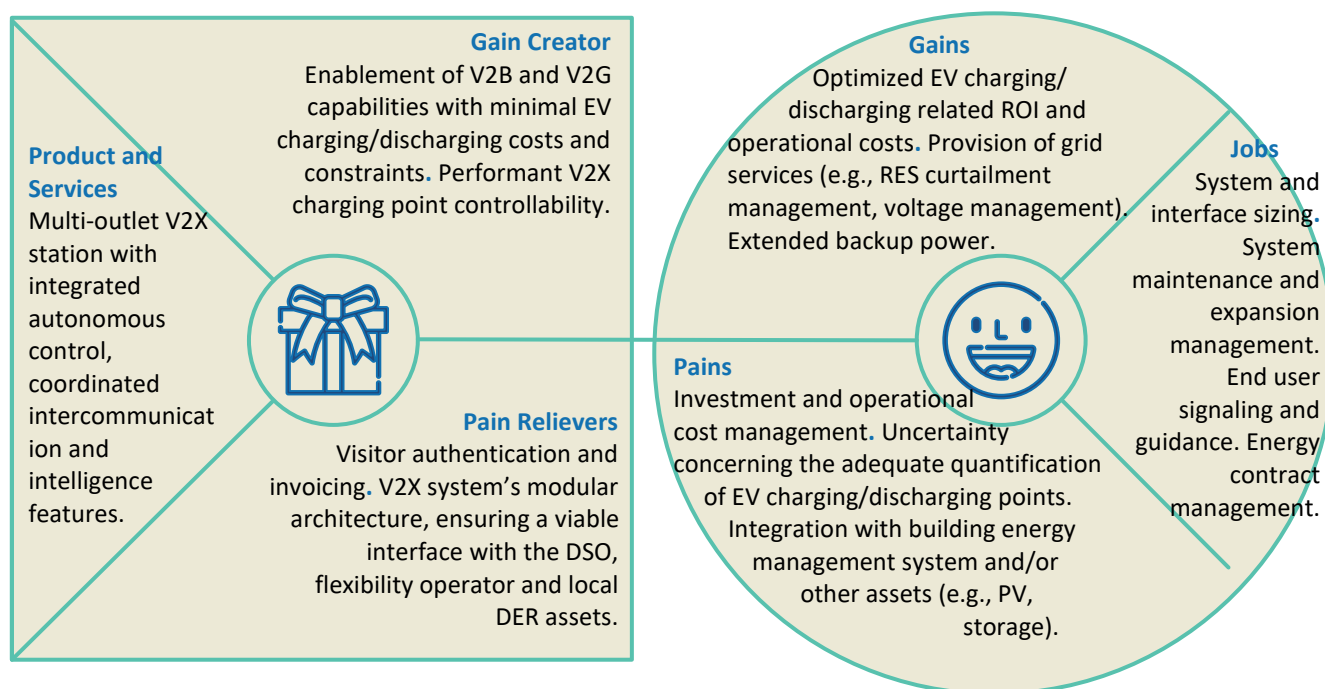 Product and
Services
Multi-outlet V2X
station with
integrated
autonomous
control,
coordinated
intercommunicat
ion and
intelligence
features.
Gain Creator
Enablement of V2B and V2G
capabilities with minimal EV
charging/discharging costs and
constraints. Performant V2X
charging point controllability.
Pain Relievers
Visitor authentication and
invoicing. V2X system’s modular
architecture, ensuring a viable
interface with the DSO,
flexibility operator and local
DER assets.
Gains
Optimized EV charging/
discharging related ROI and
operational costs. Provision of grid
services (e.g., RES curtailment
management, voltage management).
Extended backup power.
Pains
Investment and operational
cost management. Uncertainty
concerning the adequate quantification
of EV charging/discharging points.
Integration with building energy
management system and/or
other assets (e.g., PV,
storage).
Jobs
System and
interface sizing.
System
maintenance and
expansion
management.
End user
signaling and
guidance. Energy
contract
management.